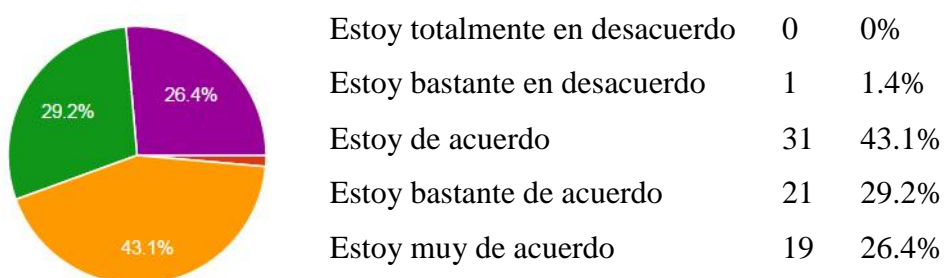 Estoy totalmente en desacuerdo 0 0%
Estoy bastante en desacuerdo 1 1.4%
Estoy de acuerdo 31 43.1%
Estoy bastante de acuerdo 21 29.2%
Estoy muy de acuerdo 19 26.4%
26.4%
29.2%
43.1%